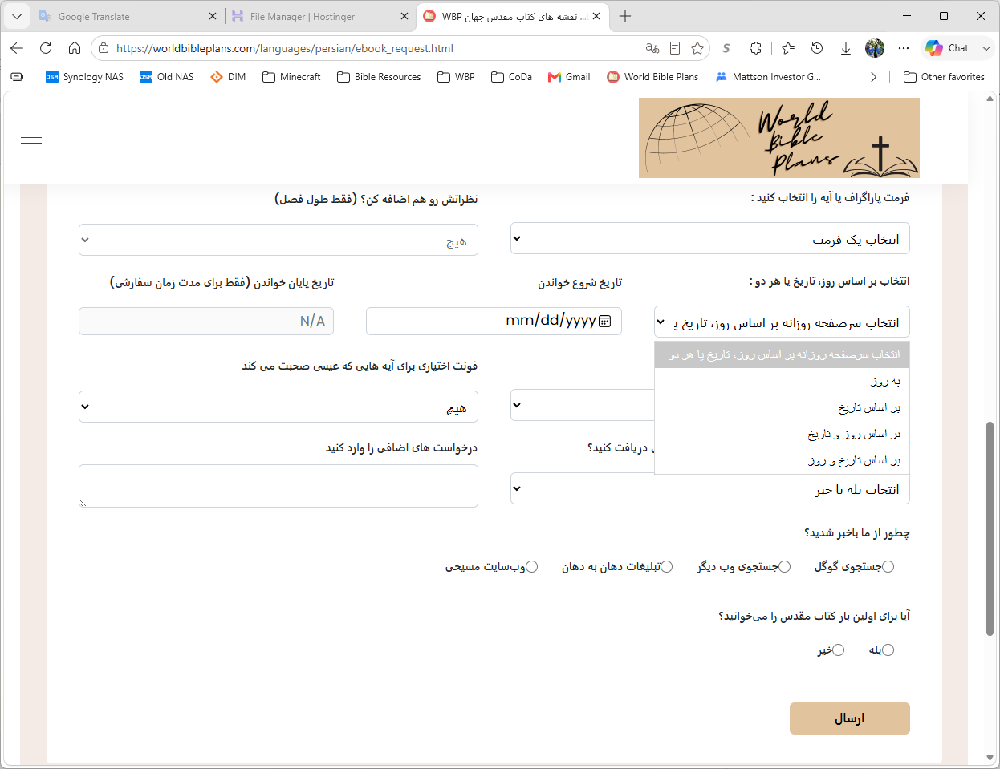 Google Translate
File Manager | Hostinger
WBP نقشه های کتاب مقدس جهان ...
https://worldbibleplans.com/languages/persian/ebook_request.html
Chat
Synology NAS
Old NAS
DIM
Minecraft
Bible Resources
WBP
CoDa
Gmail
World Bible Plans
Mattson Investor G...
Other favorites
World
Bible
Plans
فرمت پاراگراف یا آیه را انتخاب کنید :
نظراتش رو هم اضافه کن؟ (فقط طول فصل)
انتخاب یک فرمت
هیچ
انتخاب بر اساس روز، تاریخ یا هر دو :
تاریخ شروع خواندن
تاریخ پایان خواندن (فقط برای مدت زمان سفارشی)
انتخاب سرصفحه روزانه بر اساس روز، تاریخ ی
mm/dd/yyyy
N/A
انتخاب سرصفحه روزانه بر اساس روز، تاریخ یا هر دو
به روز
بر اساس تاریخ
بر اساس روز و تاریخ
بر اساس تاریخ و روز
فونت اختیاری برای آیه هایی که عیسی صحبت می کند
هیچ
دریافت کنید؟
درخواست های اضافی را وارد کنید
انتخاب بله یا خیر
چطور از ما باخبر شدید؟
جستجوی گوگل
جستجوی وب دیگر
تبلیغات دهان به دهان
وب‌سایت مسیحی
آیا برای اولین بار کتاب مقدس را می‌خوانید؟
بله
خیر
ارسال